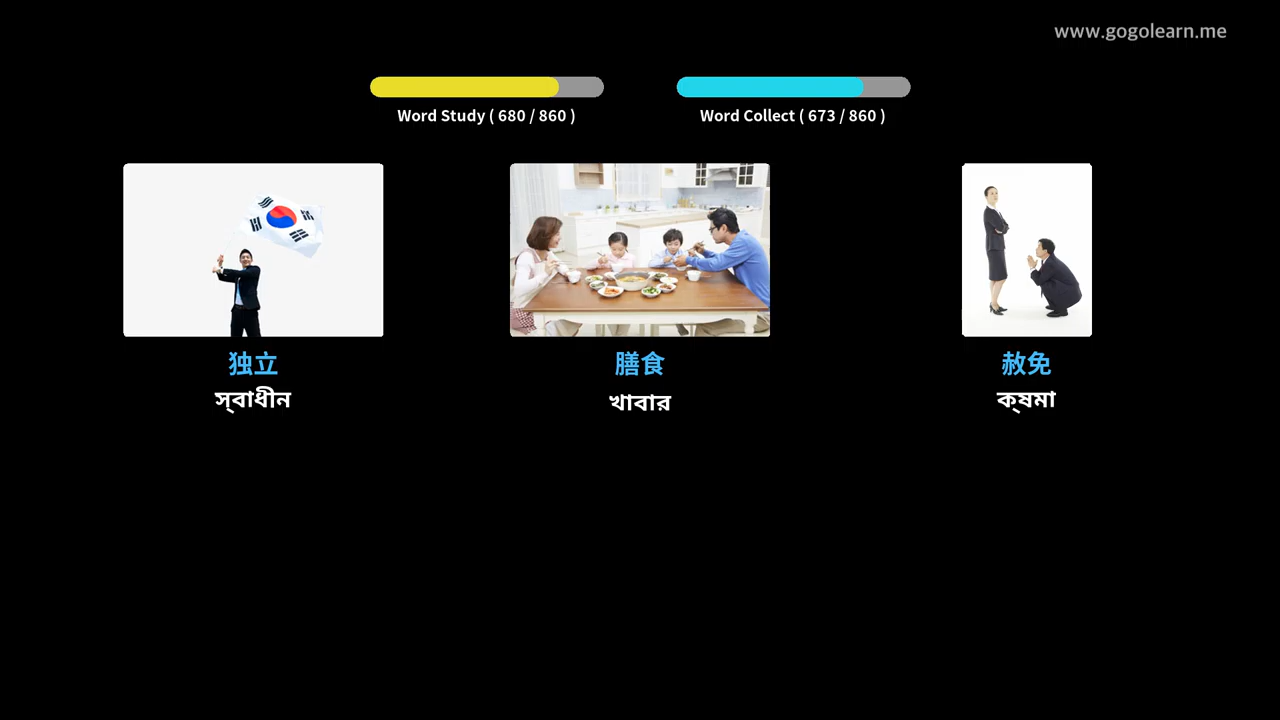 www.gogolearn.me
Word Study ( 680 / 860 )
Word Collect ( 673 / 860 )
独立
膳食
赦免
স্‌বাধীন
খাবার
ক্‌ষমা